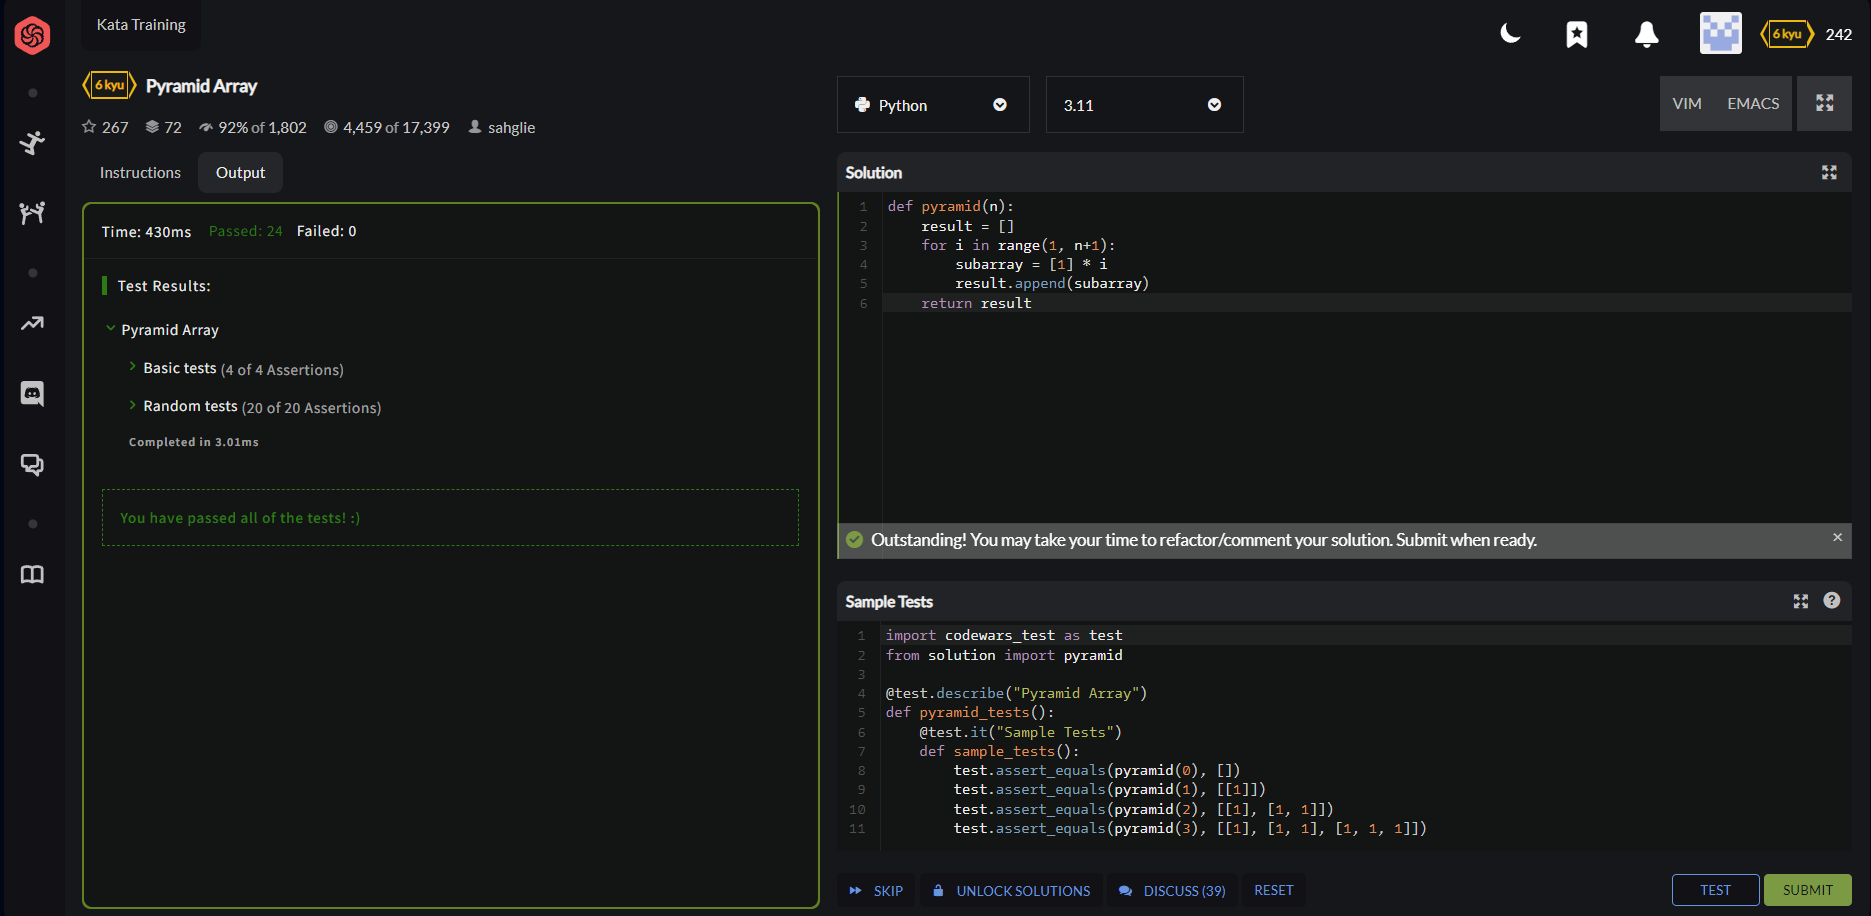 Kata Training
6 kyu
242
6 kyu Pyramid Array
267 72 92% of 1,802 4,459 of 17,399 sahglie
Instructions
Output
Time: 430ms Passed: 24 Failed: 0
Test Results:
Pyramid Array
Basic tests (4 of 4 Assertions)
Random tests (20 of 20 Assertions)
Completed in 3.01ms
You have passed all of the tests! :)
Python
3.11
VIM
EMACS
Solution
1 def pyramid(n):
2     result = []
3     for i in range(1, n+1):
4         subarray = [1] * i
5         result.append(subarray)
6     return result
Outstanding! You may take your time to refactor/comment your solution. Submit when ready. ×
Sample Tests ?
1 import codewars_test as test
2 from solution import pyramid
3
4 @test.describe("Pyramid Array")
5 def pyramid_tests():
6     @test.it("Sample Tests")
7     def sample_tests():
8         test.assert_equals(pyramid(0), [])
9         test.assert_equals(pyramid(1), [[1]])
10         test.assert_equals(pyramid(2), [[1], [1, 1]])
11         test.assert_equals(pyramid(3), [[1], [1, 1], [1, 1, 1]])
SKIP
UNLOCK SOLUTIONS
DISCUSS (39)
RESET
TEST
SUBMIT